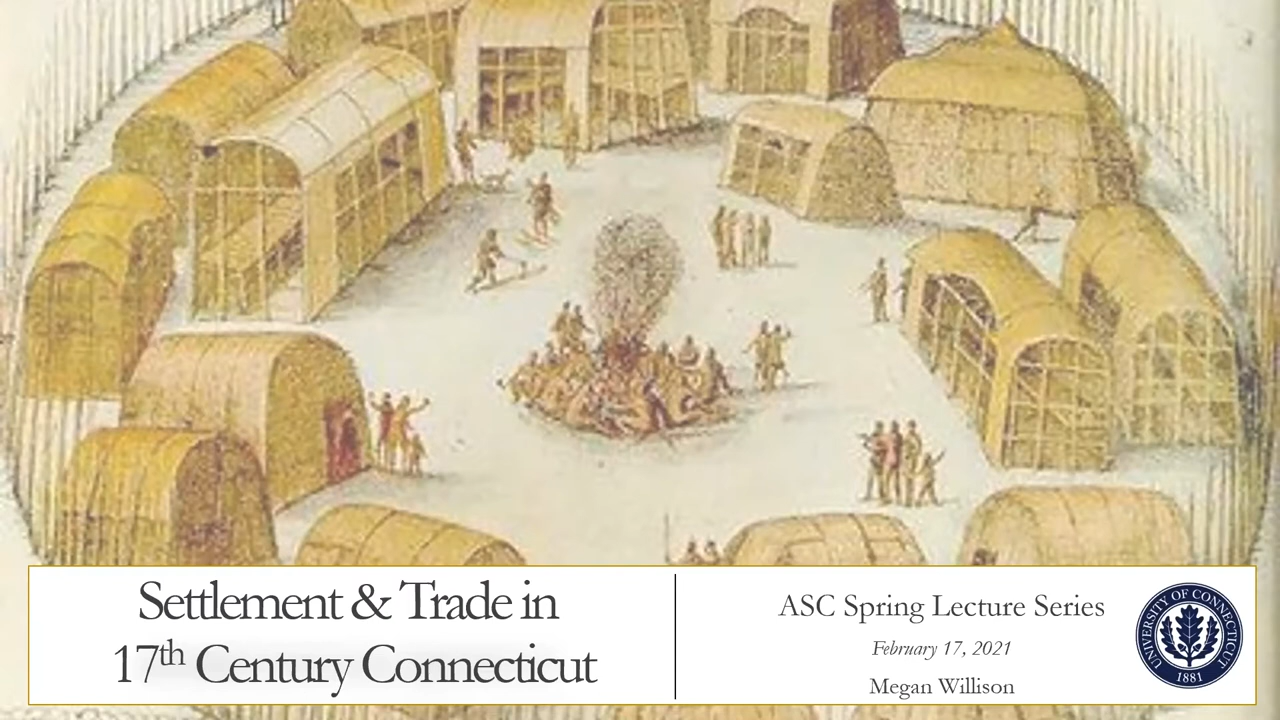 Settlement & Trade in
17th Century Connecticut
ASC Spring Lecture Series
February 17, 2021
Megan Willison
UNIVERSITY OF CONNECTICUT
1881